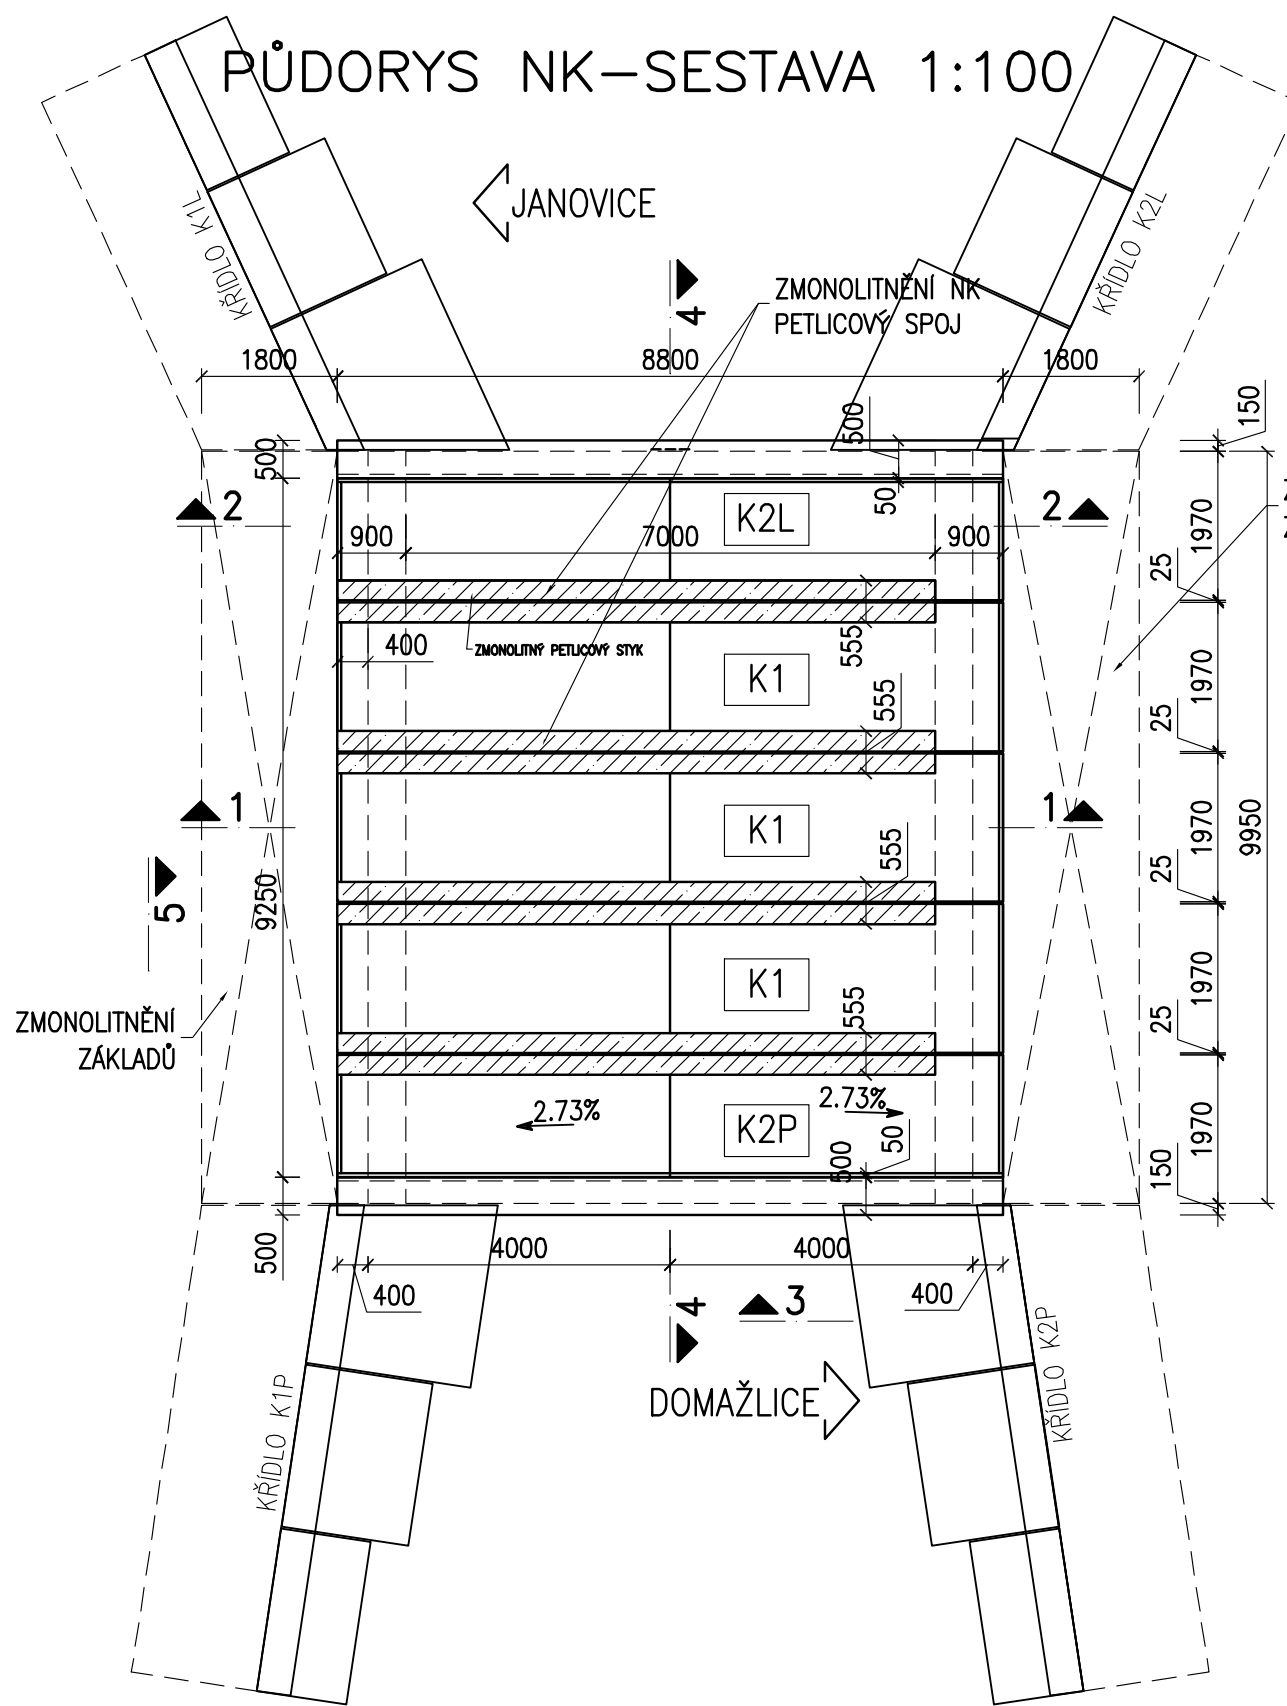 PŮDORYS NK-SESTAVA 1:100
JANOVICE
KŘÍDLO K1L
KŘÍDLO K2L
4
ZMONOLITNĚNÍ NK
PETLICOVÝ SPOJ
1800
8800
1800
150
500
500
50
K2L
2
2
900
7000
900
1970
25
ZMONOLITNÝ PETLICOVÝ STYK
400
555
K1
1970
555
25
1
K1
1
1970
9950
555
25
5
9250
K1
1970
555
25
ZMONOLITNĚNÍ
ZÁKLADŮ
2.73%
2.73%
K2P
50
500
1970
150
500
4000
4000
400
400
4
3
DOMAŽLICE
KŘÍDLO K1P
KŘÍDLO K2P